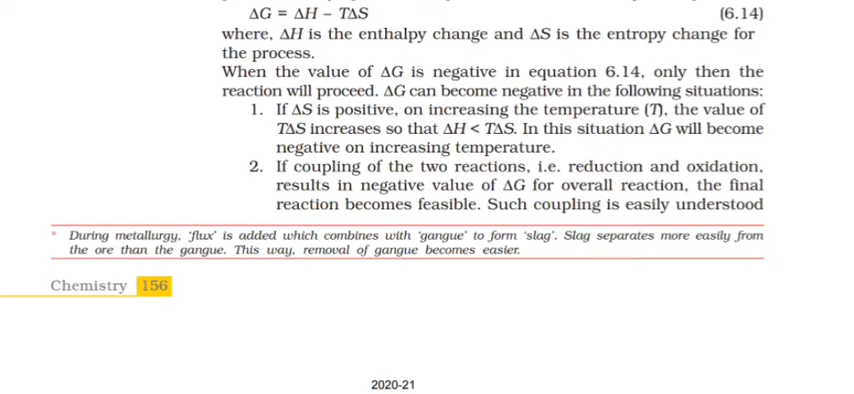 ΔG = ΔH – TΔS (6.14)
where, ΔH is the enthalpy change and ΔS is the entropy change for
the process.
When the value of ΔG is negative in equation 6.14, only then the
reaction will proceed. ΔG can become negative in the following situations:
1. If ΔS is positive, on increasing the temperature (T), the value of
TΔS increases so that ΔH < TΔS. In this situation ΔG will become
negative on increasing temperature.
2. If coupling of the two reactions, i.e. reduction and oxidation,
results in negative value of ΔG for overall reaction, the final
reaction becomes feasible. Such coupling is easily understood
* During metallurgy, ‘flux’ is added which combines with ‘gangue’ to form ‘slag’. Slag separates more easily from
the ore than the gangue. This way, removal of gangue becomes easier.
Chemistry 156
2020-21